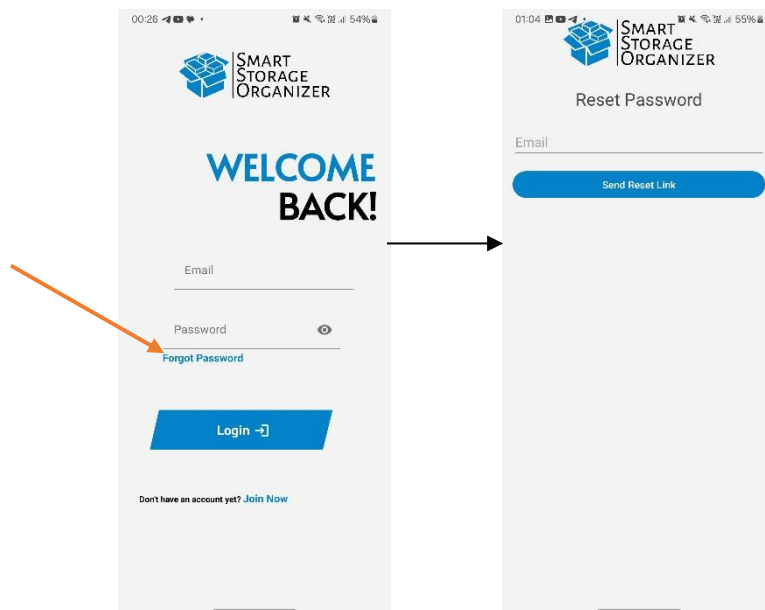 00:26
54%
SMART
STORAGE
ORGANIZER
WELCOME
BACK!
Email
Password
Forgot Password
Login
Don't have an account yet? Join Now
01:04
55%
SMART
STORAGE
ORGANIZER
Reset Password
Email
Send Reset Link